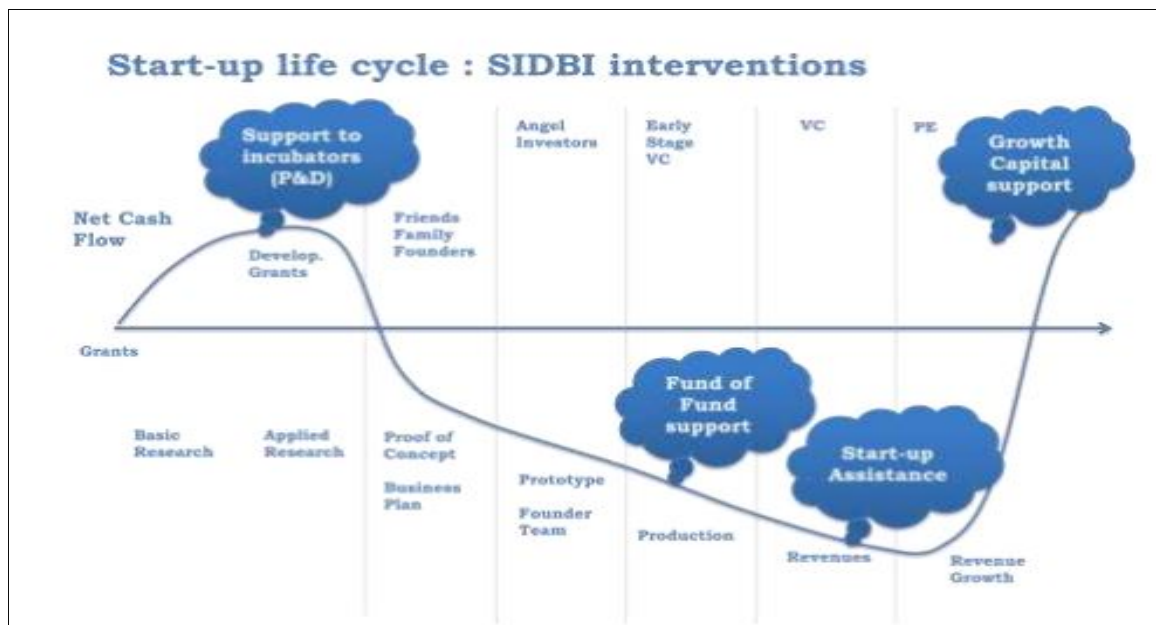 Start-up life cycle : SIDBI interventions
Support to
incubators
(P&D)
Angel
Investors
Early
Stage
VC
VC
PE
Growth
Capital
support
Net Cash
Flow
Develop.
Grants
Friends
Family
Founders
Grants
Fund of
Fund
support
Start-up
Assistance
Basic
Research
Applied
Research
Proof of
Concept
Business
Plan
Prototype
Founder
Team
Production
Revenues
Revenue
Growth